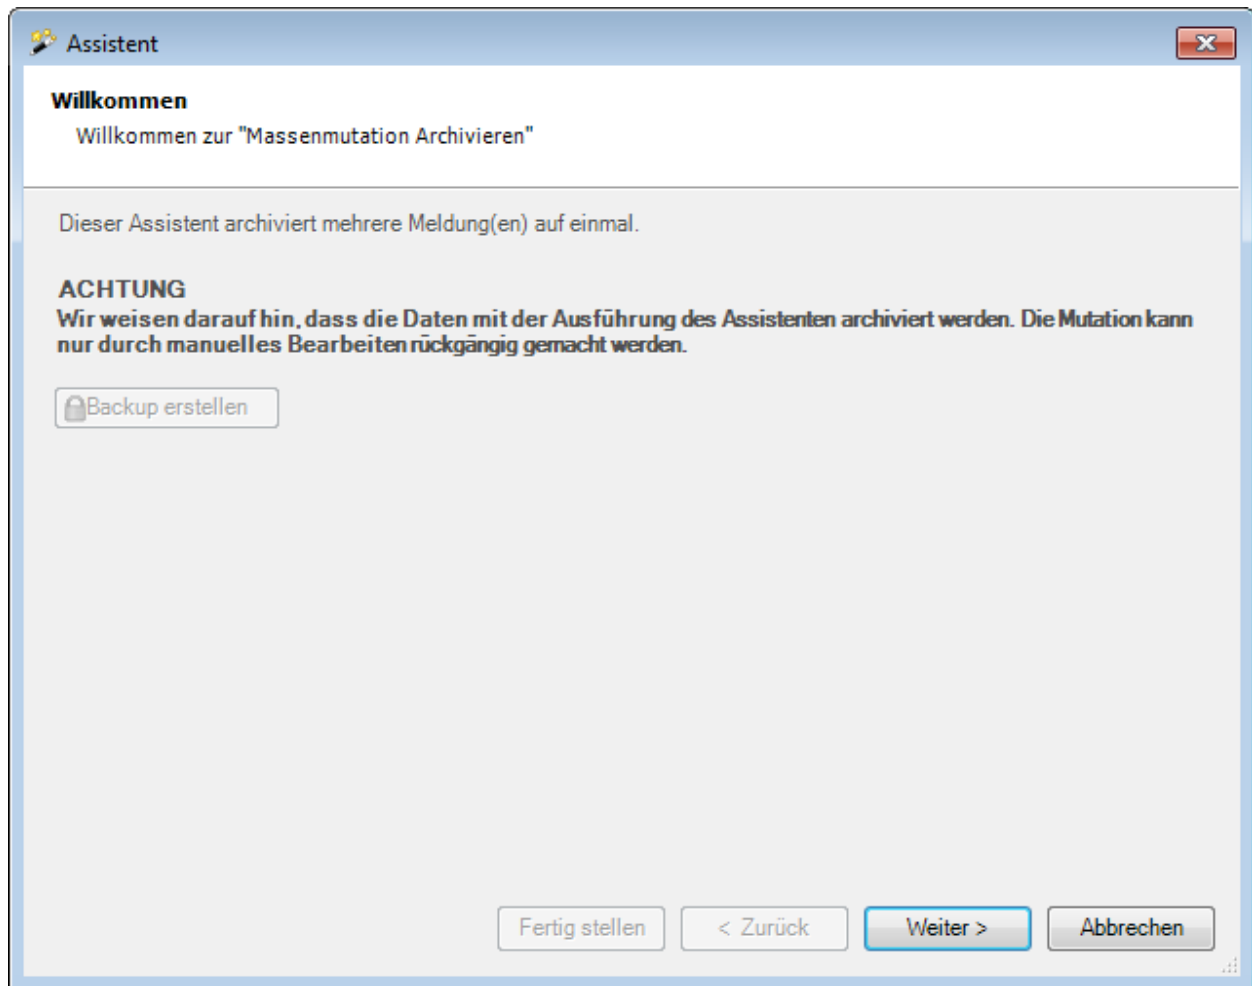 Assistent
Willkommen
Willkommen zur "Massenmutation Archivieren"
Dieser Assistent archiviert mehrere Meldung(en) auf einmal.
ACHTUNG
Wir weisen darauf hin, dass die Daten mit der Ausführung des Assistenten archiviert werden. Die Mutation kann
nur durch manuelles Bearbeiten rückgängig gemacht werden.
Backup erstellen
Fertig stellen < Zurück Weiter > Abbrechen